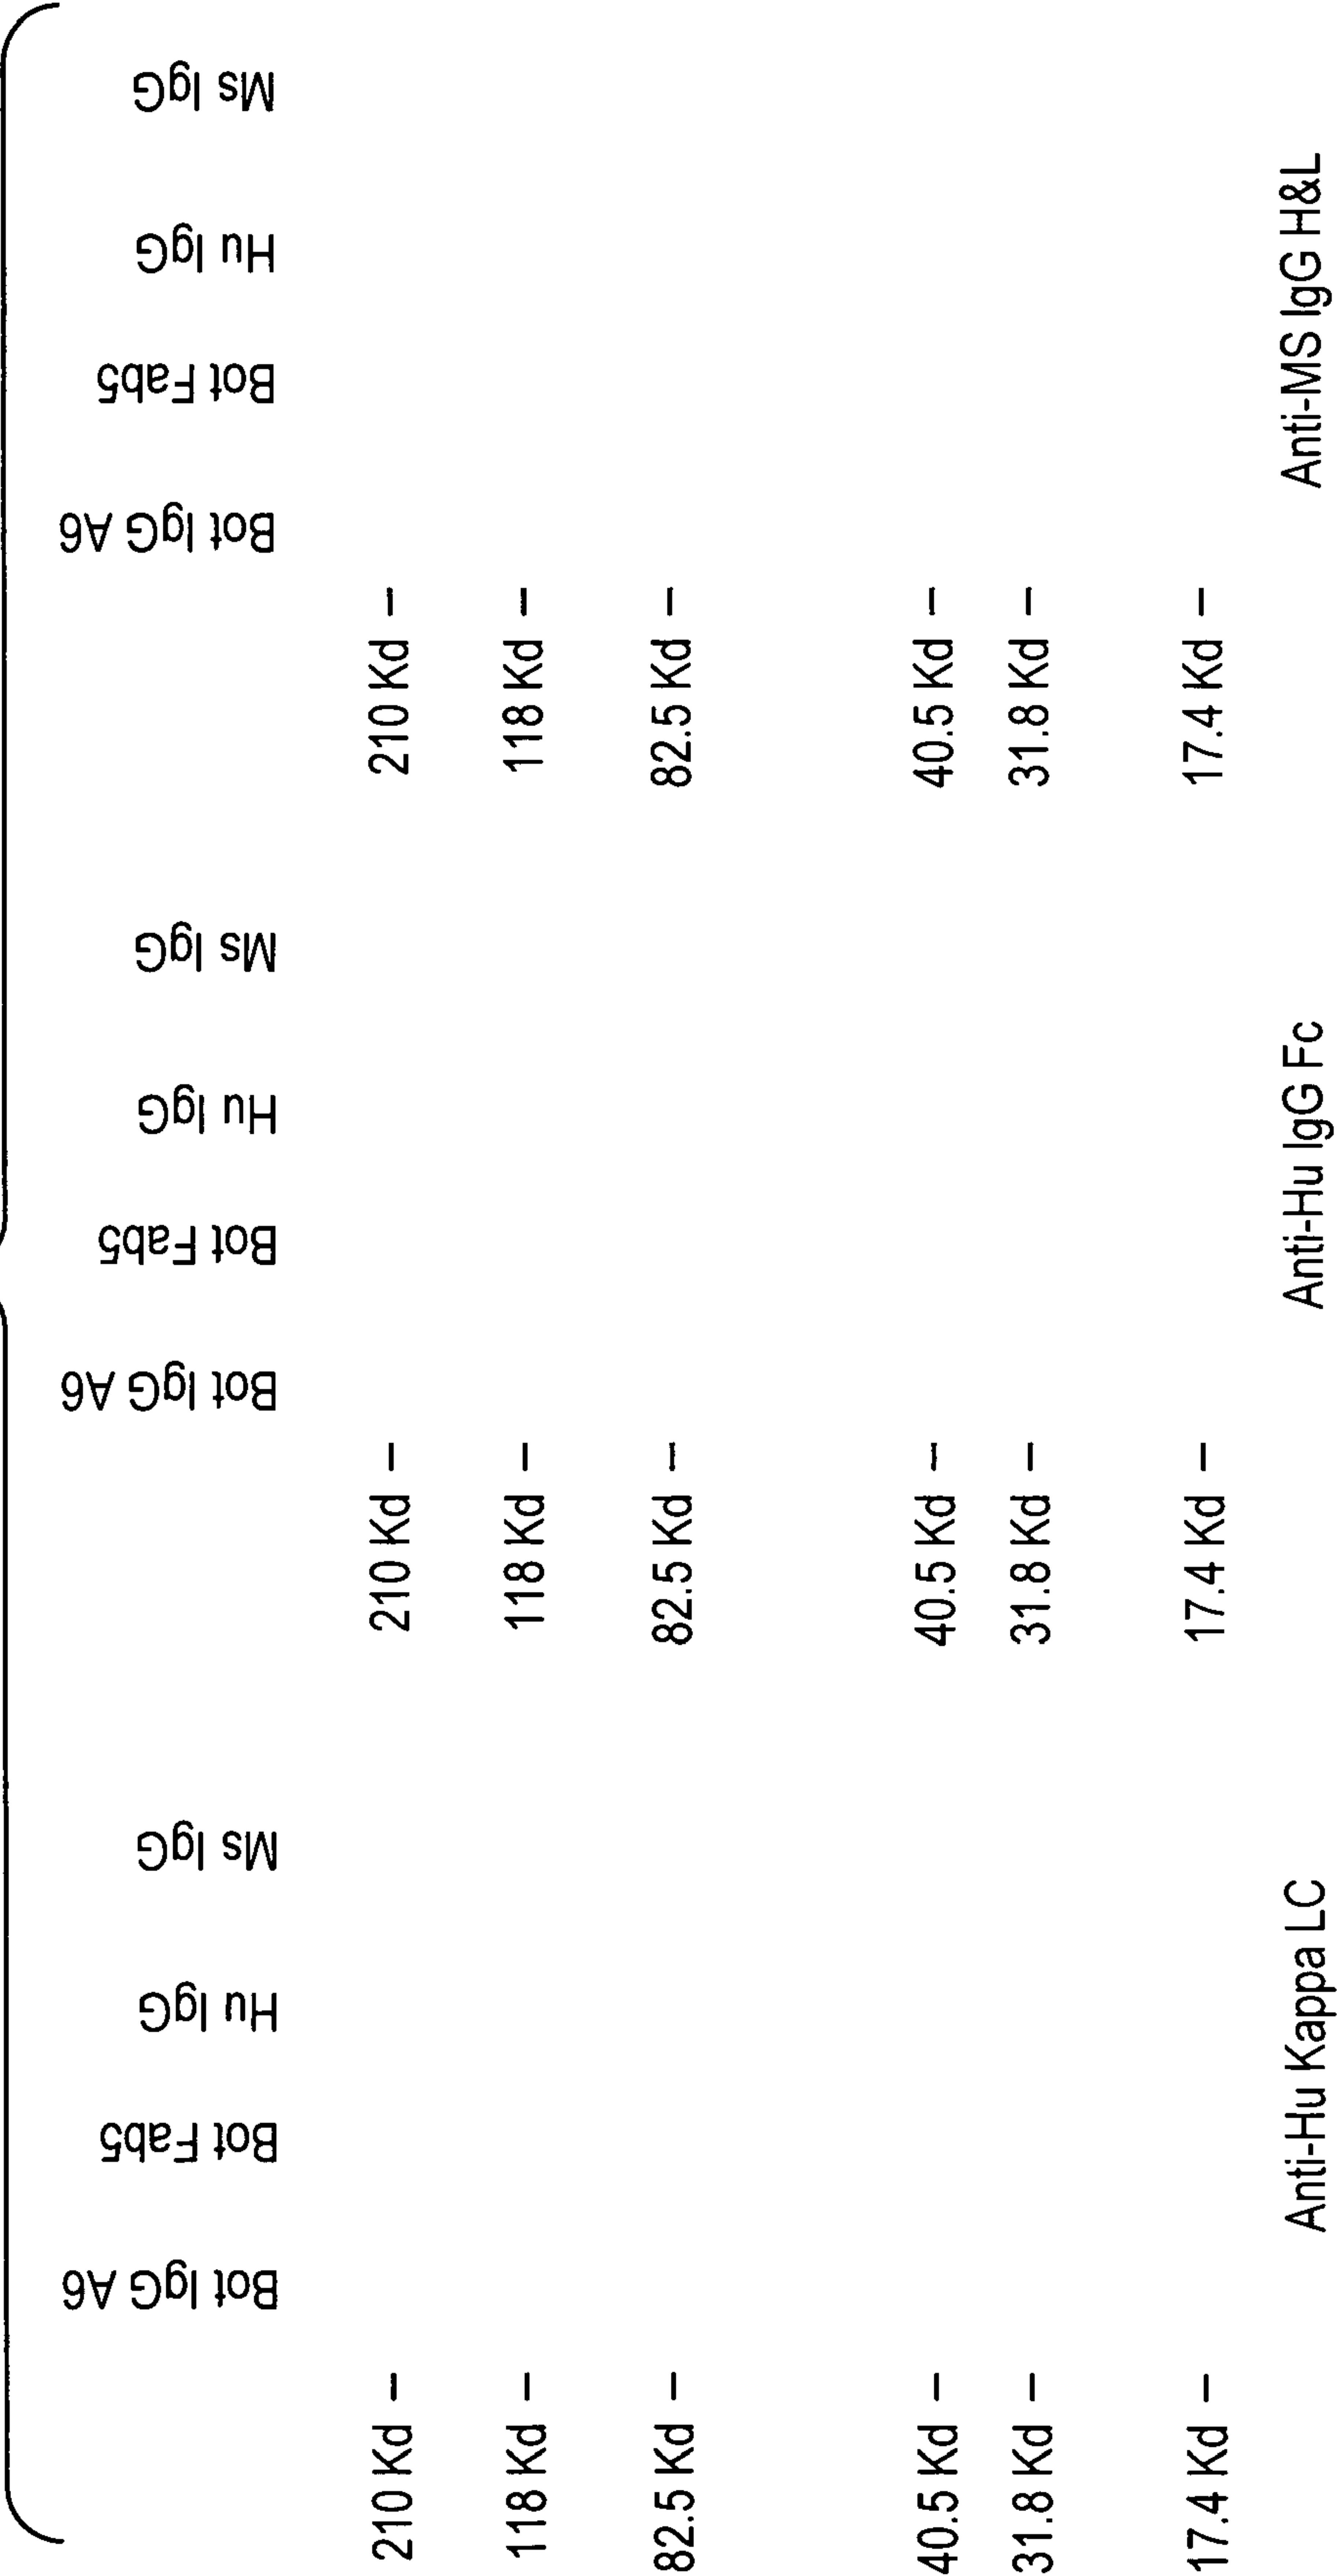 210 Kd –
118 Kd –
82.5 Kd –
40.5 Kd –
31.8 Kd –
17.4 Kd –
Bot IgG A6
Bot Fab5
Hu IgG
Ms IgG
Anti-Hu Kappa LC
210 Kd –
118 Kd –
82.5 Kd –
40.5 Kd –
31.8 Kd –
17.4 Kd –
Bot IgG A6
Bot Fab5
Hu IgG
Ms IgG
Anti-Hu IgG Fc
210 Kd –
118 Kd –
82.5 Kd –
40.5 Kd –
31.8 Kd –
17.4 Kd –
Bot IgG A6
Bot Fab5
Hu IgG
Ms IgG
Anti-MS IgG H&L